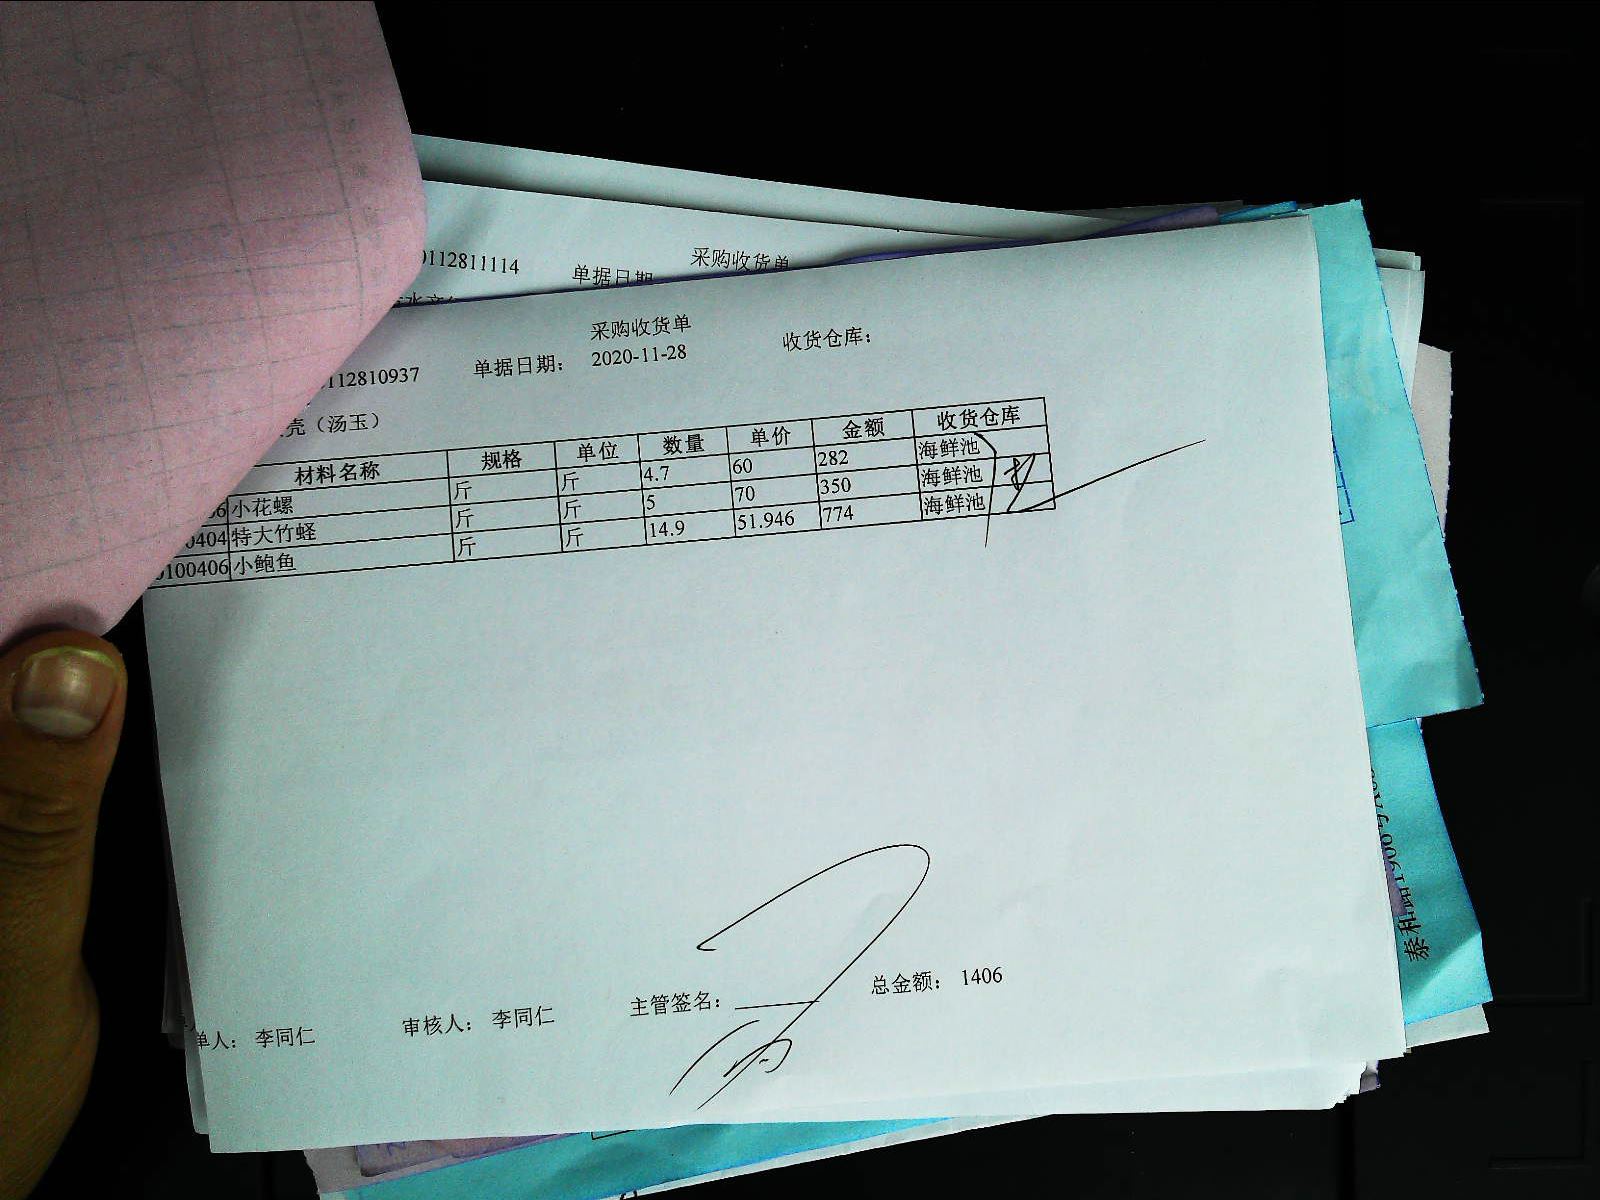 0112811114 单据日期 采购收货单
采购收货单
112810937 单据日期： 2020-11-28 收货仓库：
壳（汤玉）
材料名称 规格 单位 数量 单价 金额 收货仓库
6 小花螺 斤 斤 4.7 60 282 海鲜池
0404 特大竹蛏 斤 斤 5 70 350 海鲜池
100406 小鲍鱼 斤 斤 14.9 51.946 774 海鲜池
单人： 李同仁 审核人： 李同仁 主管签名： 总金额： 1406